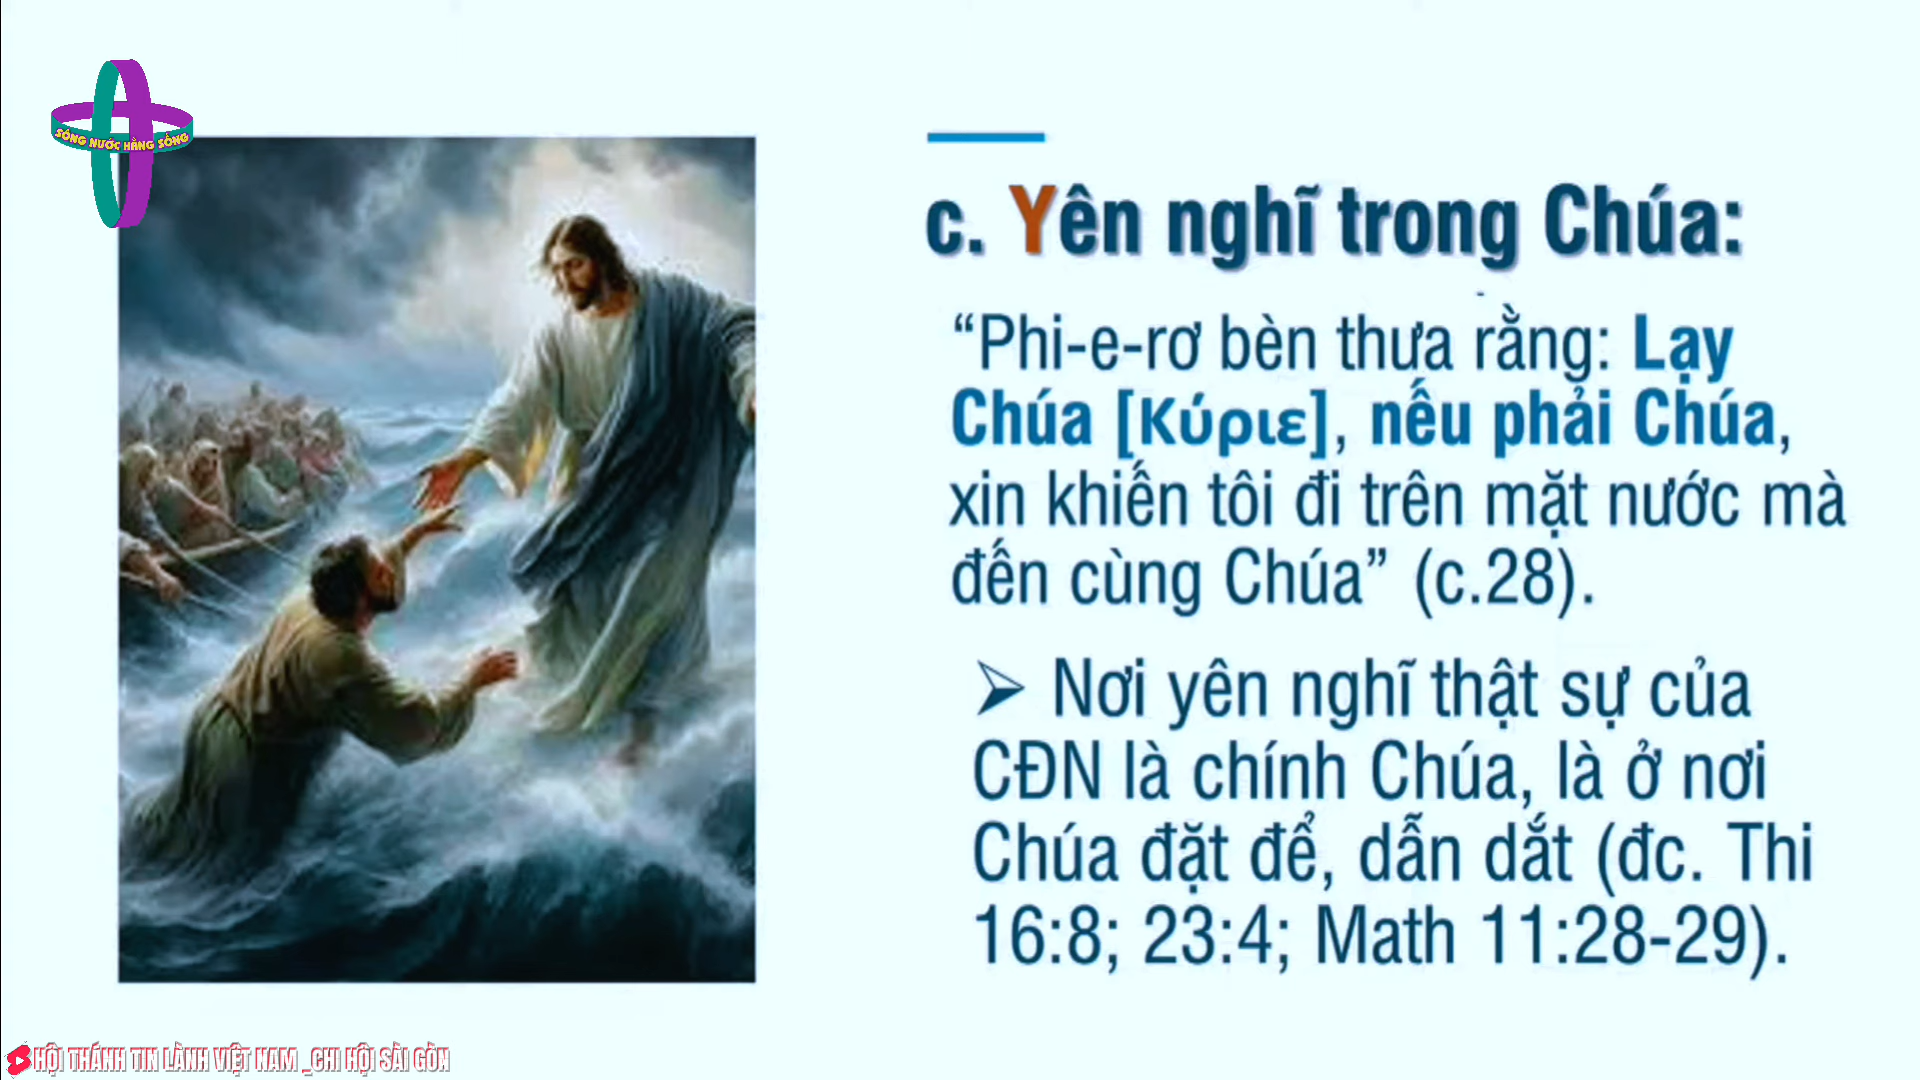 SÔNG NƯỚC HẰNG SỐNG
c. Yên nghĩ trong Chúa:
“Phi-e-rơ bèn thưa rằng: Lạy
Chúa [Κύριε], nếu phải Chúa,
xin khiến tôi đi trên mặt nước mà
đến cùng Chúa” (c.28).
➢ Nơi yên nghĩ thật sự của
CĐN là chính Chúa, là ở nơi
Chúa đặt để, dẫn dắt (đc. Thi
16:8; 23:4; Math 11:28-29).
HỘI THÁNH TIN LÀNH VIỆT NAM _CHI HỘI SÀI GÒN